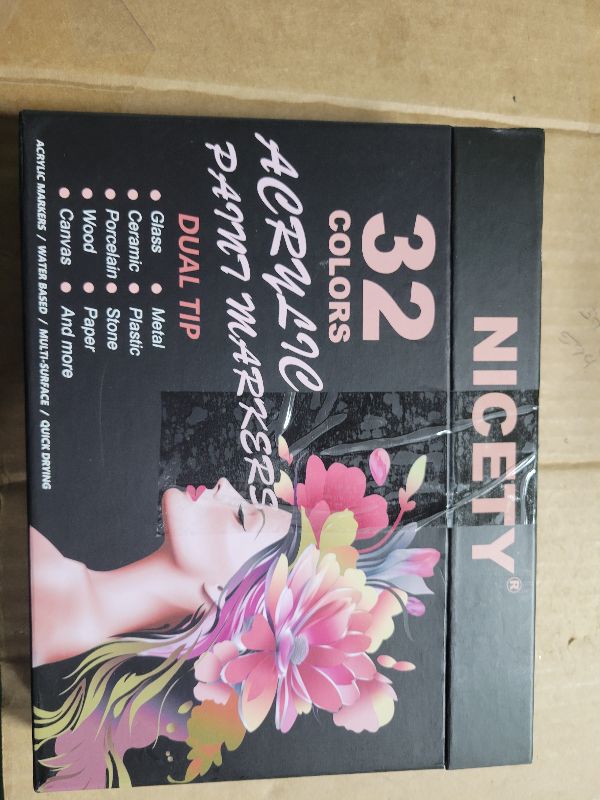 NICETY®
32
COLORS
ACRYLIC
PAINT MARKERS
DUAL TIP
• Glass • Metal
• Ceramic • Plastic
• Porcelain • Stone
• Wood • Paper
• Canvas • And more
ACRYLIC MARKERS / WATER BASED / MULTI-SURFACE / QUICK DRYING